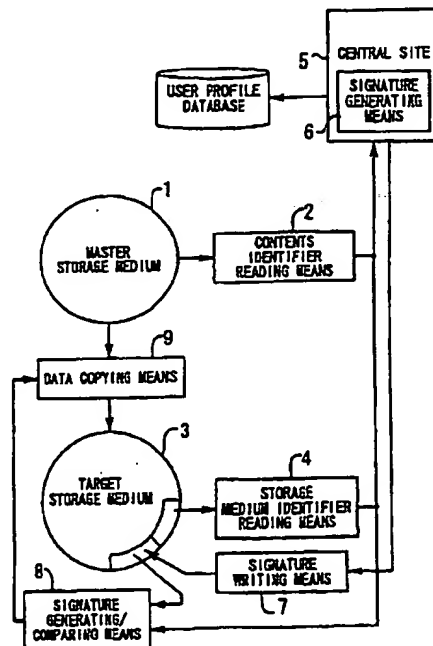 5
CENTRAL SITE
SIGNATURE
GENERATING
MEANS
6
USER PROFILE
DATABASE
1
MASTER
STORAGE MEDIUM
2
CONTENTS
IDENTIFIER
READING MEANS
9
DATA COPYING MEANS
3
TARGET
STORAGE MEDIUM
4
STORAGE
MEDIUM IDENTIFIER
READING MEANS
SIGNATURE
WRITING MEANS
7
8
SIGNATURE
GENERATING/
COMPARING MEANS